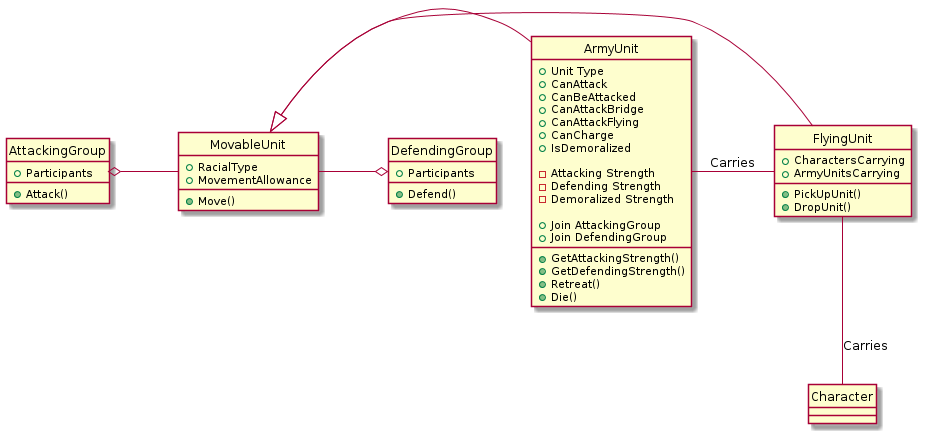 AttackingGroup
Participants
Attack()
MovableUnit
RacialType
MovementAllowance
Move()
DefendingGroup
Participants
Defend()
ArmyUnit
Unit Type
CanAttack
CanBeAttacked
CanAttackBridge
CanAttackFlying
CanCharge
IsDemoralized
Attacking Strength
Defending Strength
Demoralized Strength
Join AttackingGroup
Join DefendingGroup
GetAttackingStrength()
GetDefendingStrength()
Retreat()
Die()
Carries
FlyingUnit
CharactersCarrying
ArmyUnitsCarrying
PickUpUnit()
DropUnit()
Carries
Character